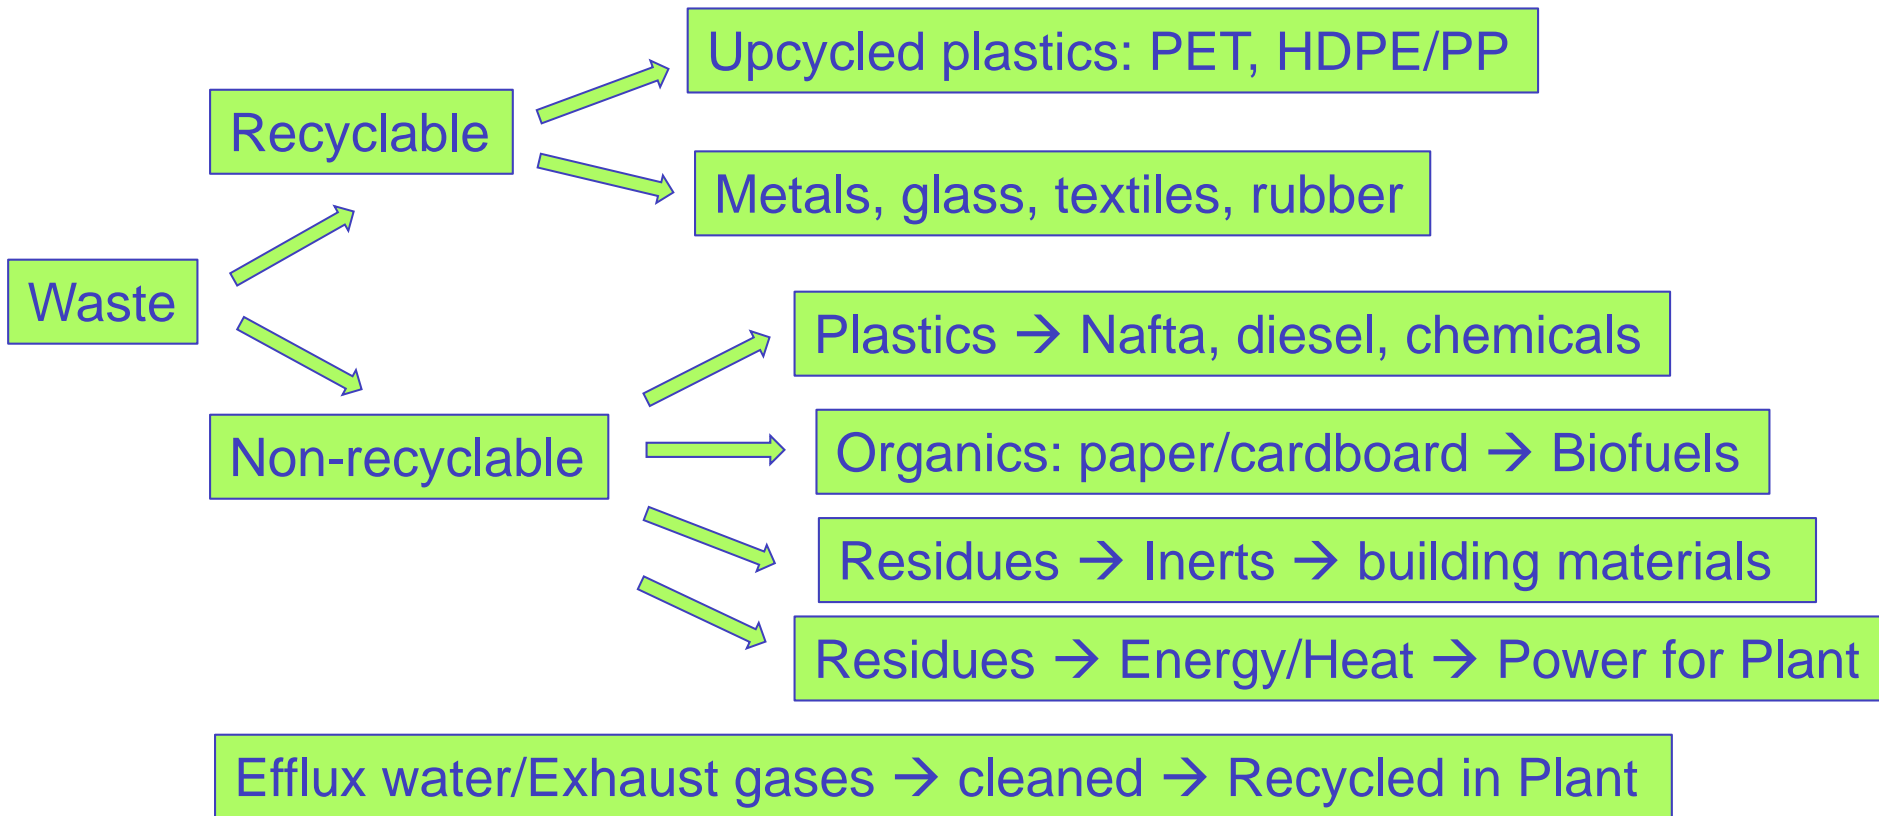 Upcycled plastics: PET, HDPE/PP
Recyclable
Metals, glass, textiles, rubber
Waste
Plastics → Nafta, diesel, chemicals
Non-recyclable
Organics: paper/cardboard → Biofuels
Residues → Inerts → building materials
Residues → Energy/Heat → Power for Plant
Efflux water/Exhaust gases → cleaned → Recycled in Plant